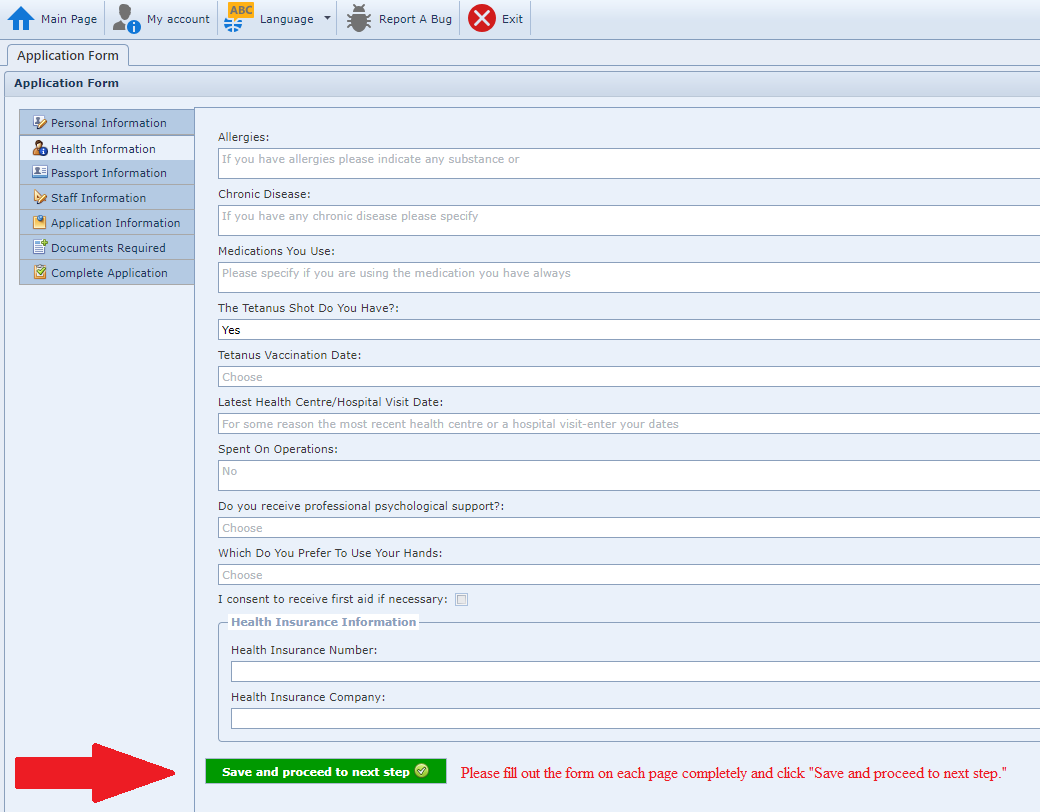 Main Page My account ABC Language Report A Bug Exit
Application Form
Application Form
Personal Information
Health Information
Passport Information
Staff Information
Application Information
Documents Required
Complete Application
Allergies:
If you have allergies please indicate any substance or
Chronic Disease:
If you have any chronic disease please specify
Medications You Use:
Please specify if you are using the medication you have always
The Tetanus Shot Do You Have?:
Yes
Tetanus Vaccination Date:
Choose
Latest Health Centre/Hospital Visit Date:
For some reason the most recent health centre or a hospital visit-enter your dates
Spent On Operations:
No
Do you receive professional psychological support?:
Choose
Which Do You Prefer To Use Your Hands:
Choose
I consent to receive first aid if necessary:
Health Insurance Information
Health Insurance Number:
Health Insurance Company:
Save and proceed to next step Please fill out the form on each page completely and click "Save and proceed to next step."